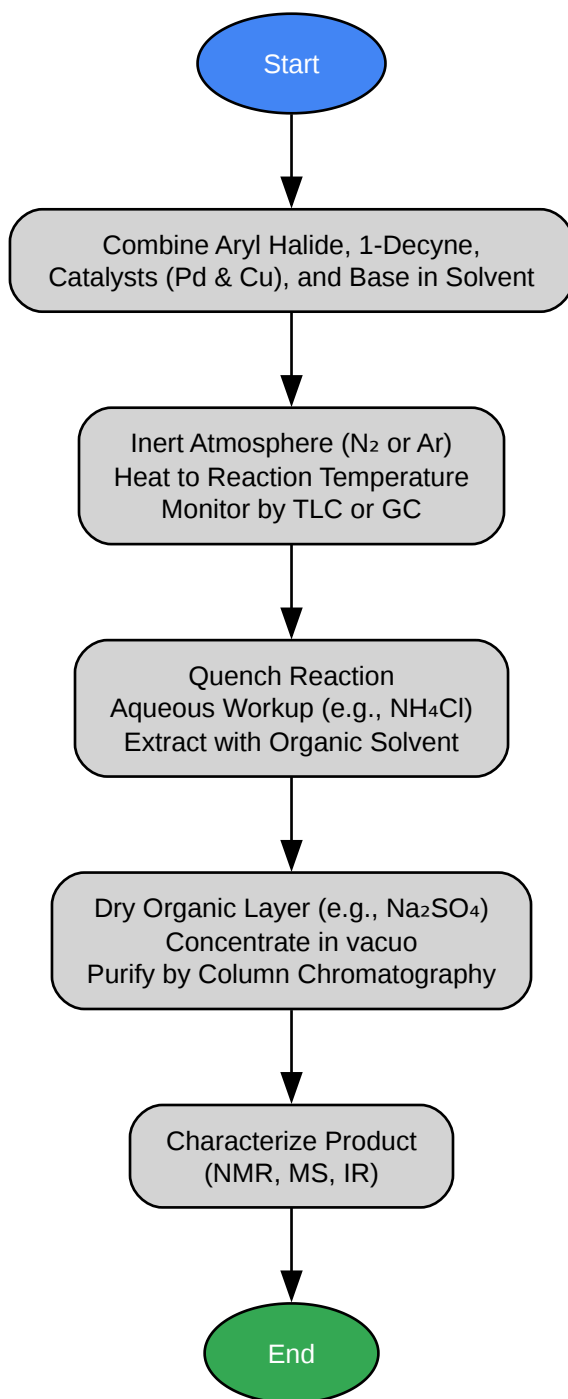 Start
Combine Aryl Halide, 1-Decyne,
Catalysts (Pd & Cu), and Base in Solvent
Inert Atmosphere (N₂ or Ar)
Heat to Reaction Temperature
Monitor by TLC or GC
Quench Reaction
Aqueous Workup (e.g., NH₄Cl)
Extract with Organic Solvent
Dry Organic Layer (e.g., Na₂SO₄)
Concentrate in vacuo
Purify by Column Chromatography
Characterize Product
(NMR, MS, IR)
End